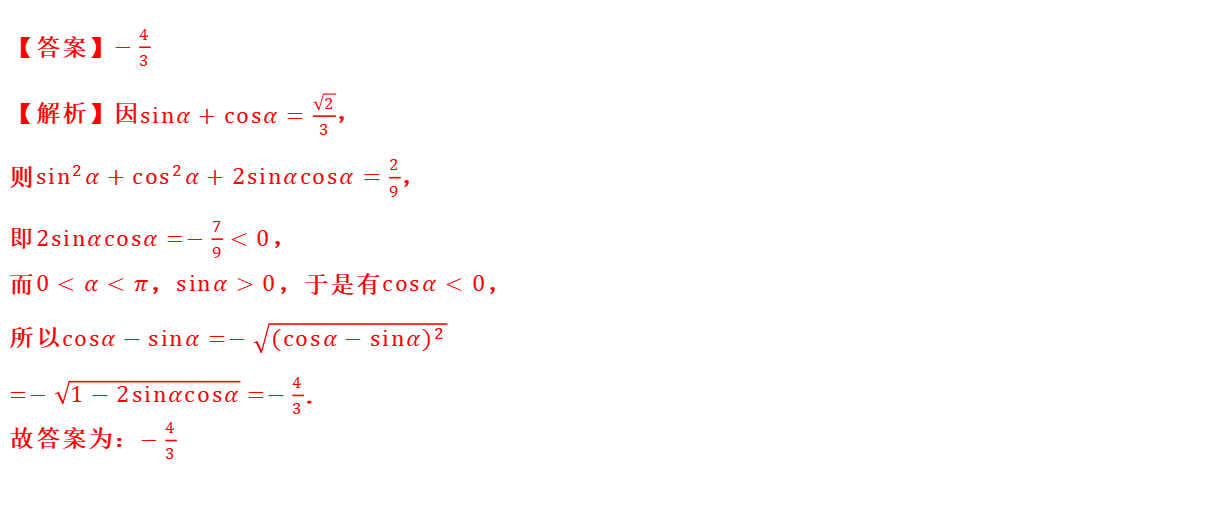 【答案】−4/3
【解析】因sinα + cosα = √2/3，
则sin²α + cos²α + 2sinαcosα = 2/9，
即2sinαcosα =−7/9 < 0，
而0 < α < π，sinα > 0，于是有cosα < 0，
所以cosα − sinα =−√((cosα − sinα)²)
=−√(1 − 2sinαcosα) =−4/3．
故答案为：−4/3